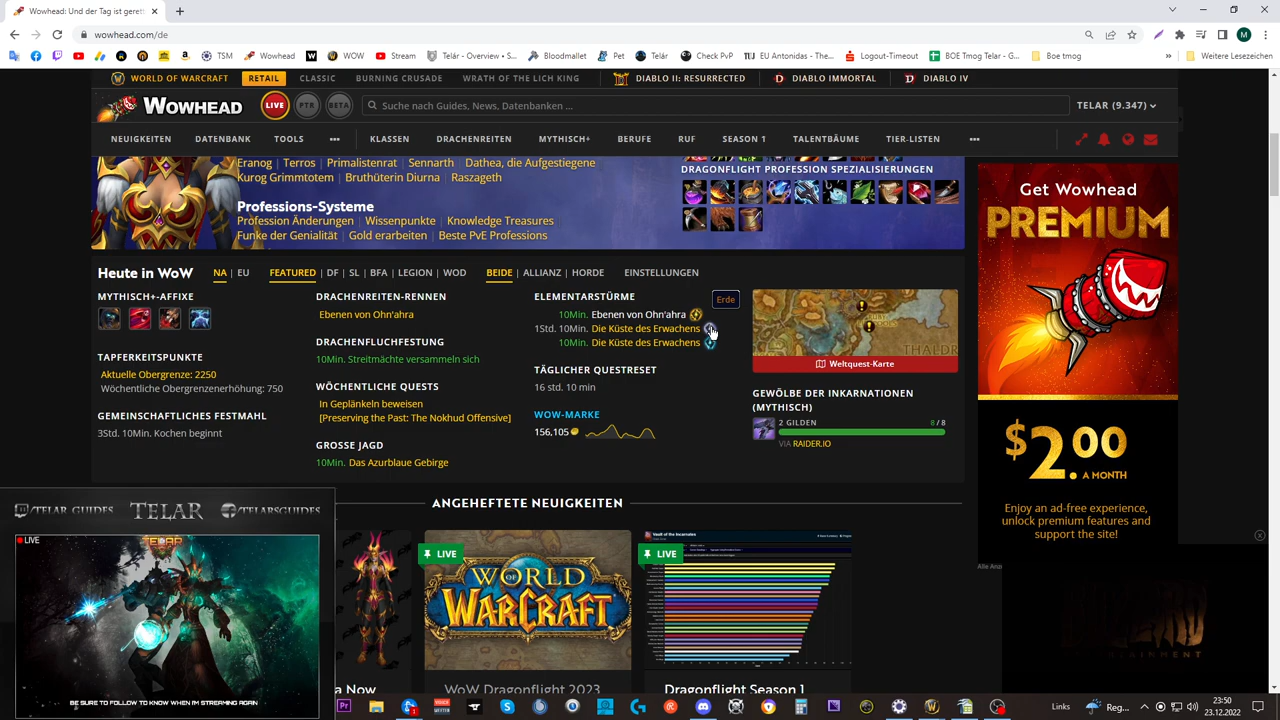 Wowhead: Und der Tag ist gerett
wowhead.com/de
TSM
WOW
Stream
Telár - Overview -...
Bloodmallet
Pet
Telár
Check PvP
EU Antonidas - Th...
Logout-Timeout
BOE Tmog Telar - G...
Boe tmog
Weitere Lesezeichen
WORLD OF WARCRAFT RETAIL CLASSIC BURNING CRUSADE WRATH OF THE LICH KING DIABLO II: RESURRECTED DIABLO IMMORTAL DIABLO IV
WOWHEAD LIVE PTR BETA Suche nach Guides, News, Datenbanken ... TELAR (9.347)
NEUIGKEITEN DATENBANK TOOLS ••• KLASSEN DRACHENREITEN MYTHISCH+ BERUFE RUF SEASON 1 TALENTBÄUME TIER-LISTEN •••
Eranog | Terros | Primalistenrat | Sennarth | Dathea, die Aufgestiegene
Kurog Grimmtotem | Bruthüterin Diurna | Raszageth
Professions-Systeme
Profession Änderungen | Wissenpunkte | Knowledge Treasures
Funke der Genialität | Gold erarbeiten | Beste PvE Professions
DRAGONFLIGHT PROFESSION SPEZIALISIERUNGEN
Heute in WoW NA | EU FEATURED | DF | SL | BFA | LEGION | WOD BEIDE | ALLIANZ | HORDE EINSTELLUNGEN
MYTHISCH+-AFFIXE
TAPFERKEITSPUNKTE
Aktuelle Obergrenze: 2250
Wöchentliche Obergrenzenerhöhung: 750
GEMEINSCHAFTLICHES FESTMAHL
3Std. 10Min. Kochen beginnt
DRACHENREITEN-RENNEN
Ebenen von Ohn'ahra
DRACHENFLUCHFESTUNG
10Min. Streitmächte versammeln sich
WÖCHENTLICHE QUESTS
In Geplänkeln beweisen
[Preserving the Past: The Nokhud Offensive]
GROSSE JAGD
10Min. Das Azurblaue Gebirge
ELEMENTARSTÜRME
Erde
10Min. Ebenen von Ohn'ahra
1Std. 10Min. Die Küste des Erwachens
10Min. Die Küste des Erwachens
TÄGLICHER QUESTRESET
16 std. 10 min
WOW-MARKE
156,105
THALDR
Weltquest-Karte
GEWÖLBE DER INKARNATIONEN
(MYTHISCH)
2 GILDEN 8 / 8
VIA RAIDER.IO
Get Wowhead
PREMIUM
$2.00
A MONTH
Enjoy an ad-free experience,
unlock premium features and
support the site!
Alle Anz
ANGEHEFTETE NEUIGKEITEN
LIVE
WORLD
OF
WARCRAFT
LIVE
Vault of the Incarnates
a Now
WoW Dragonflight 2023
Dragonflight Season 1
TELAR GUIDES TELAR TELARSGUIDES
LIVE
TELAR
BE SURE TO FOLLOW TO KNOW WHEN I'M STREAMING AGAIN
Links
Reg...
23:50
23.12.2022